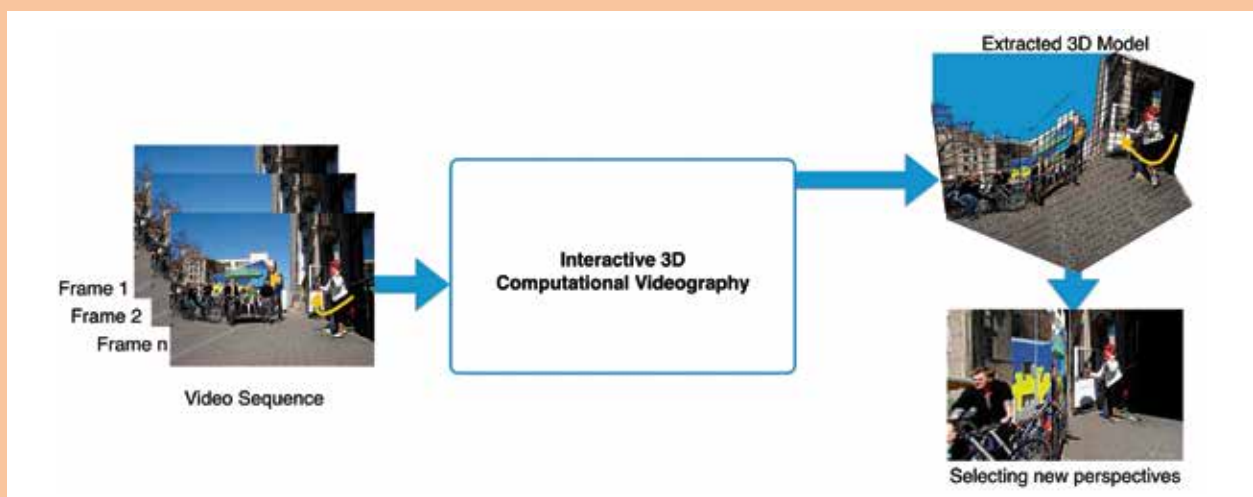 Extracted 3D Model
Frame 1
Frame 2
Frame n
Video Sequence
Interactive 3D
Computational Videography
Selecting new perspectives